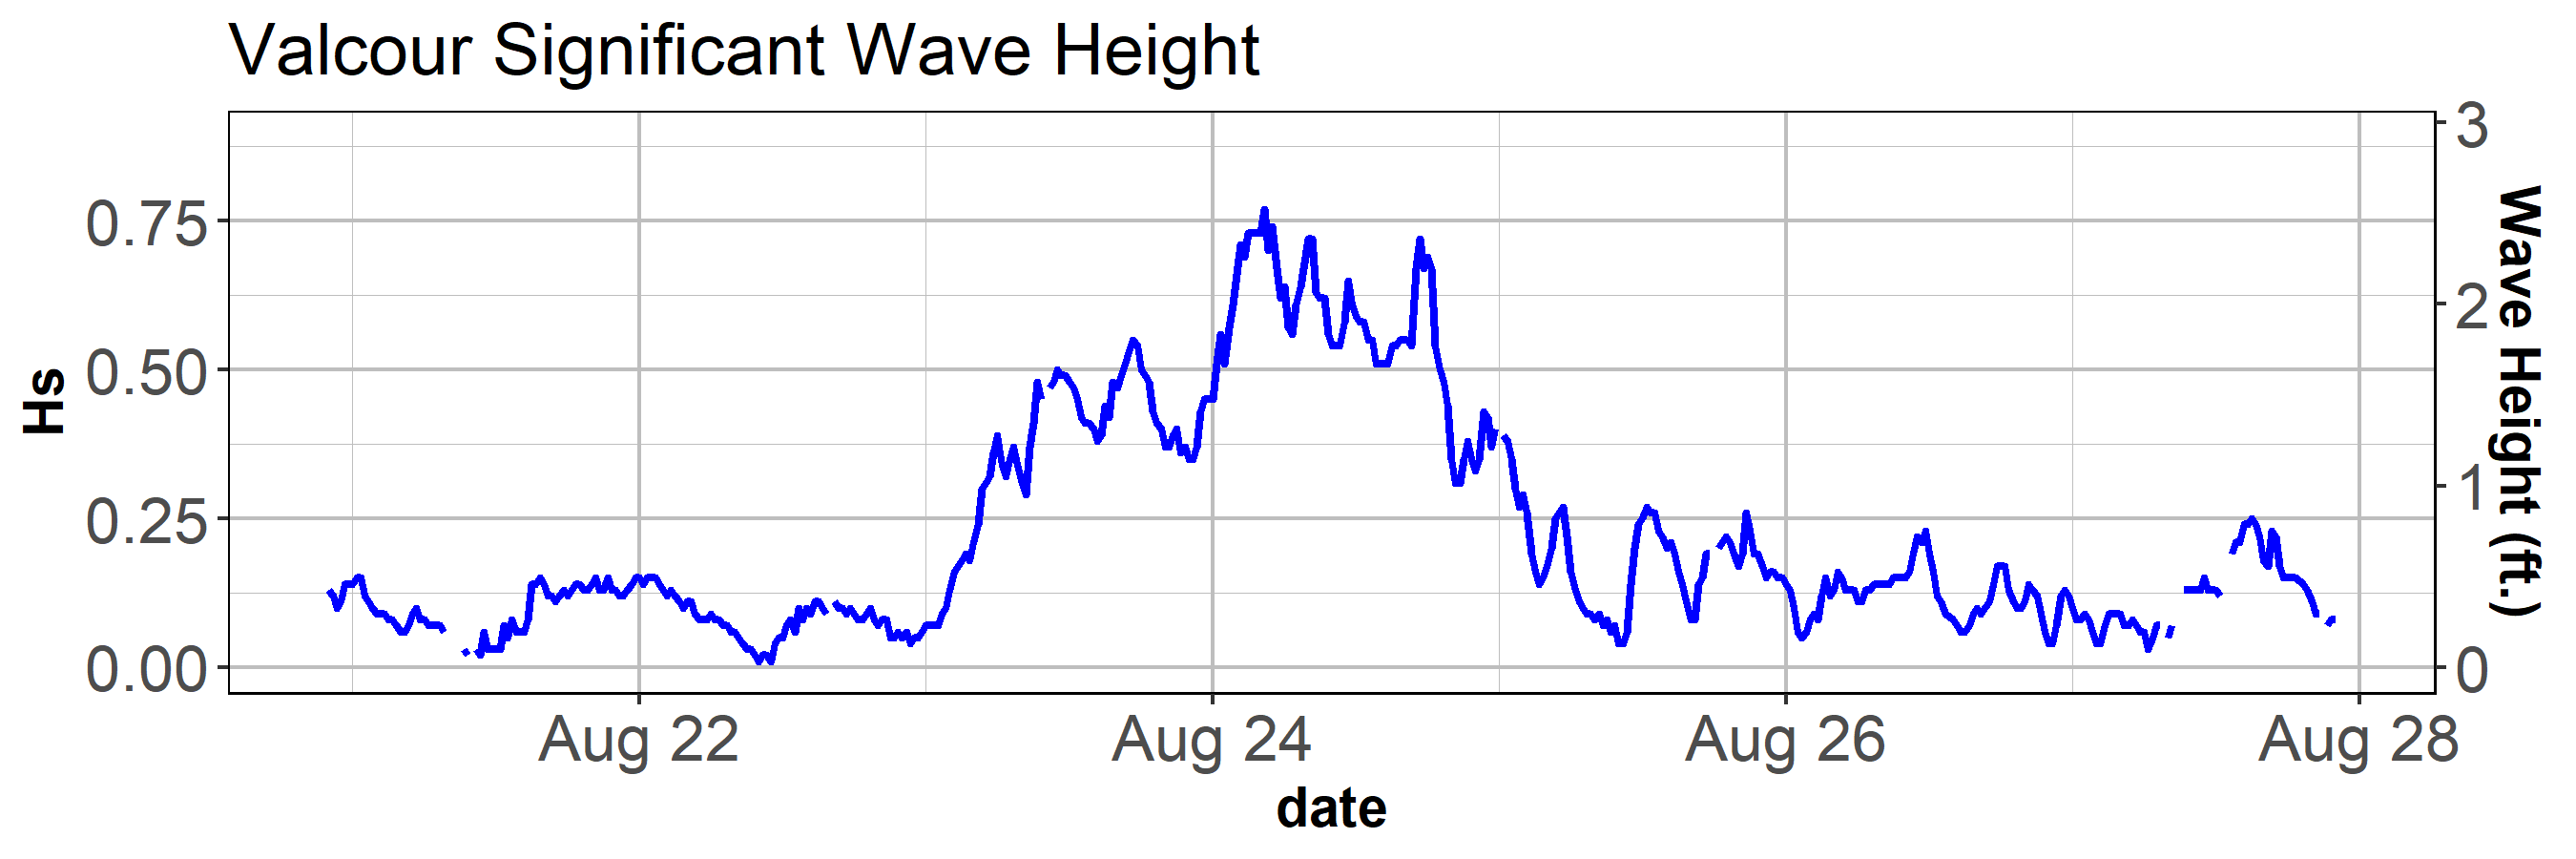 Valcour Significant Wave Height
Hs
0.75
0.50
0.25
0.00
3
2
1
0
Wave Height (ft.)
Aug 22
Aug 24
Aug 26
Aug 28
date